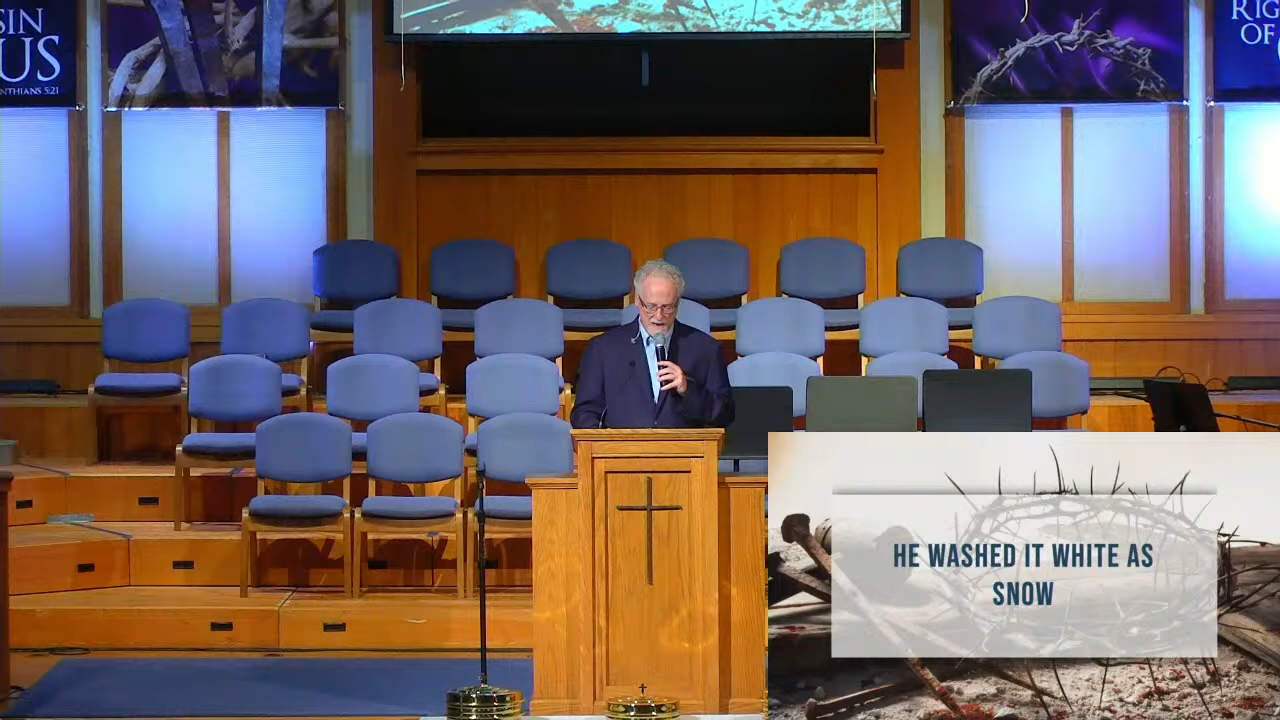 SIN
US
NTHIANS 5:21
RIG
OF
HE WASHED IT WHITE AS
SNOW